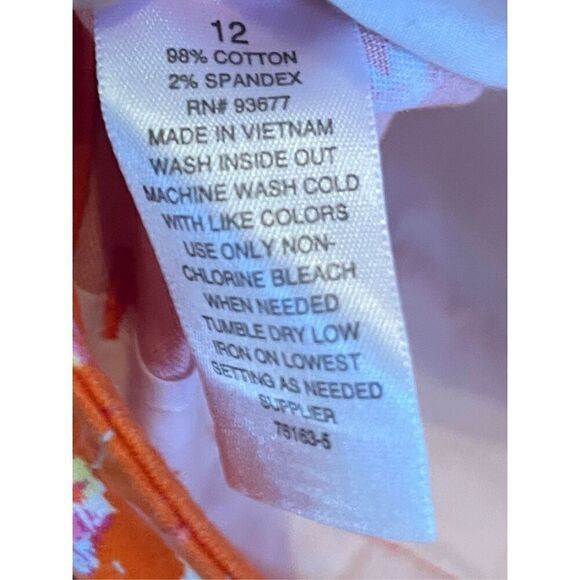 12
98% COTTON
2% SPANDEX
RN# 93677
MADE IN VIETNAM
WASH INSIDE OUT
MACHINE WASH COLD
WITH LIKE COLORS
USE ONLY NON-
CHLORINE BLEACH
WHEN NEEDED
TUMBLE DRY LOW
IRON ON LOWEST
SETTING AS NEEDED
SUPPLIER
76163-5